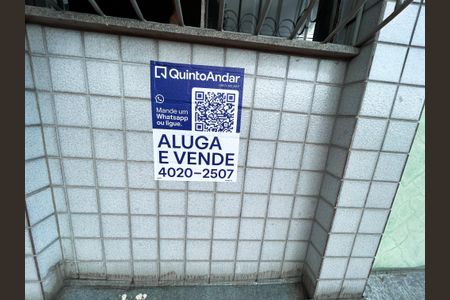 QuintoAndar
Mande um
Whatsapp
ou ligue.
ALUGA
E VENDE
4020-2507